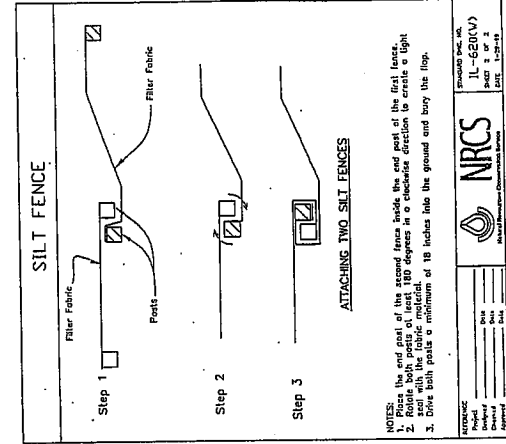 SILT FENCE
Filter Fabric
Filter Fabric
Step 1
Posts
Step 2
Step 3
ATTACHING TWO SILT FENCES
NOTES:
1. Place the end post of the second fence inside the end post of the first fence.
2. Rotate both posts at least 180 degrees in a clockwise direction to create a tight
seal with the fabric material.
3. Drive both posts a minimum of 18 inches into the ground and bury the flap.
REFERENCE
Project
Designed Date
Checked Date
Approved Date
NRCS
Natural Resources Conservation Service
STANDARD DWG. NO.
IL-620(W)
SHEET 2 OF 2
DATE 1-29-99